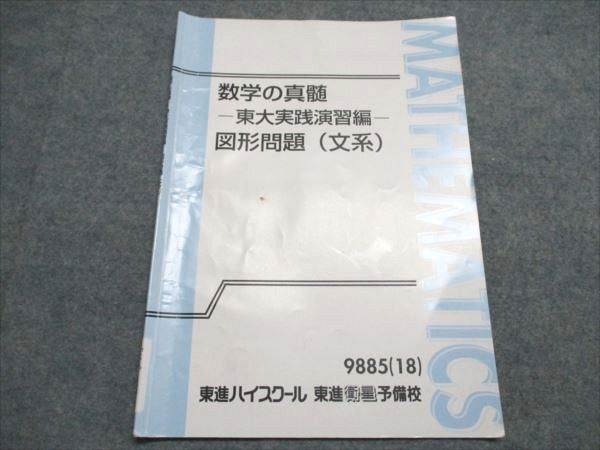 数学の真髄
―東大実践演習編―
図形問題（文系）
MATHEMATICS
9885(18)
東進ハイスクール 東進衛星予備校